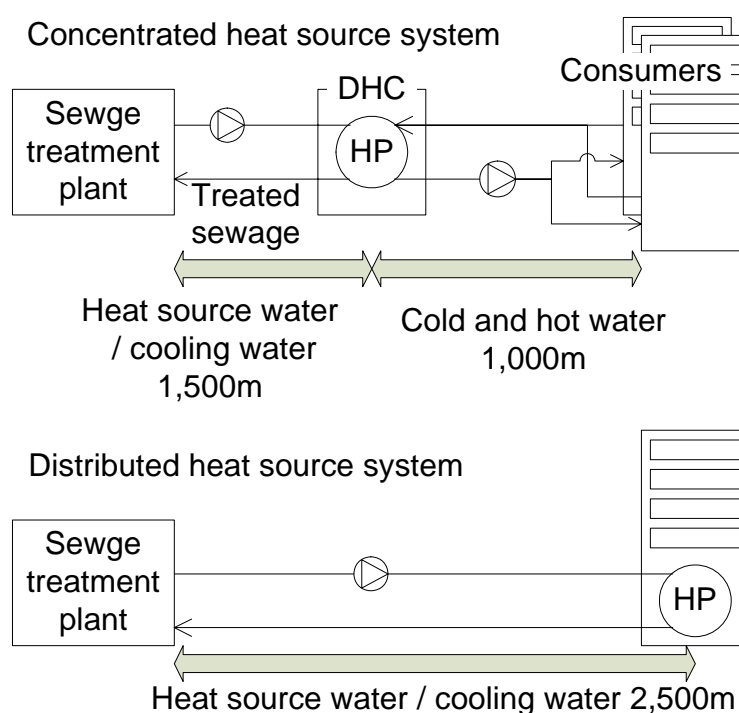 Concentrated heat source system
Consumers
DHC
Sewge
treatment
plant
HP
Treated
sewage
Heat source water
/ cooling water
1,500m
Cold and hot water
1,000m
Distributed heat source system
Sewge
treatment
plant
HP
Heat source water / cooling water 2,500m